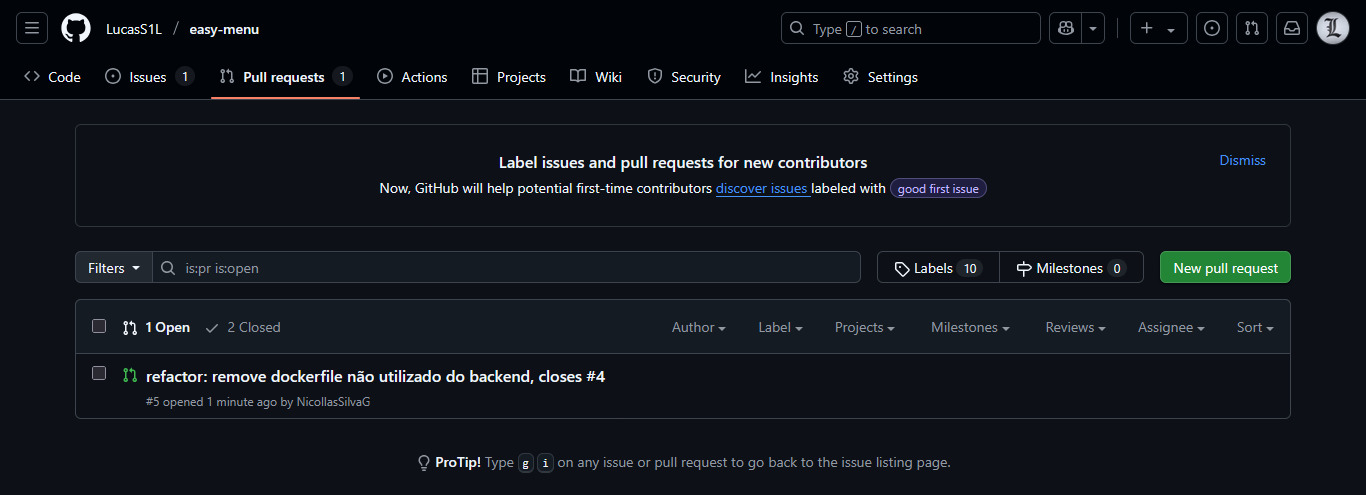 LucasS1L / easy-menu
Type / to search
Code
Issues 1
Pull requests 1
Actions
Projects
Wiki
Security
Insights
Settings
Label issues and pull requests for new contributors
Dismiss
Now, GitHub will help potential first-time contributors discover issues labeled with good first issue
Filters
is:pr is:open
Labels 10
Milestones 0
New pull request
1 Open
2 Closed
Author
Label
Projects
Milestones
Reviews
Assignee
Sort
refactor: remove dockerfile não utilizado do backend, closes #4
#5 opened 1 minute ago by NicollasSilvaG
ProTip! Type g i on any issue or pull request to go back to the issue listing page.